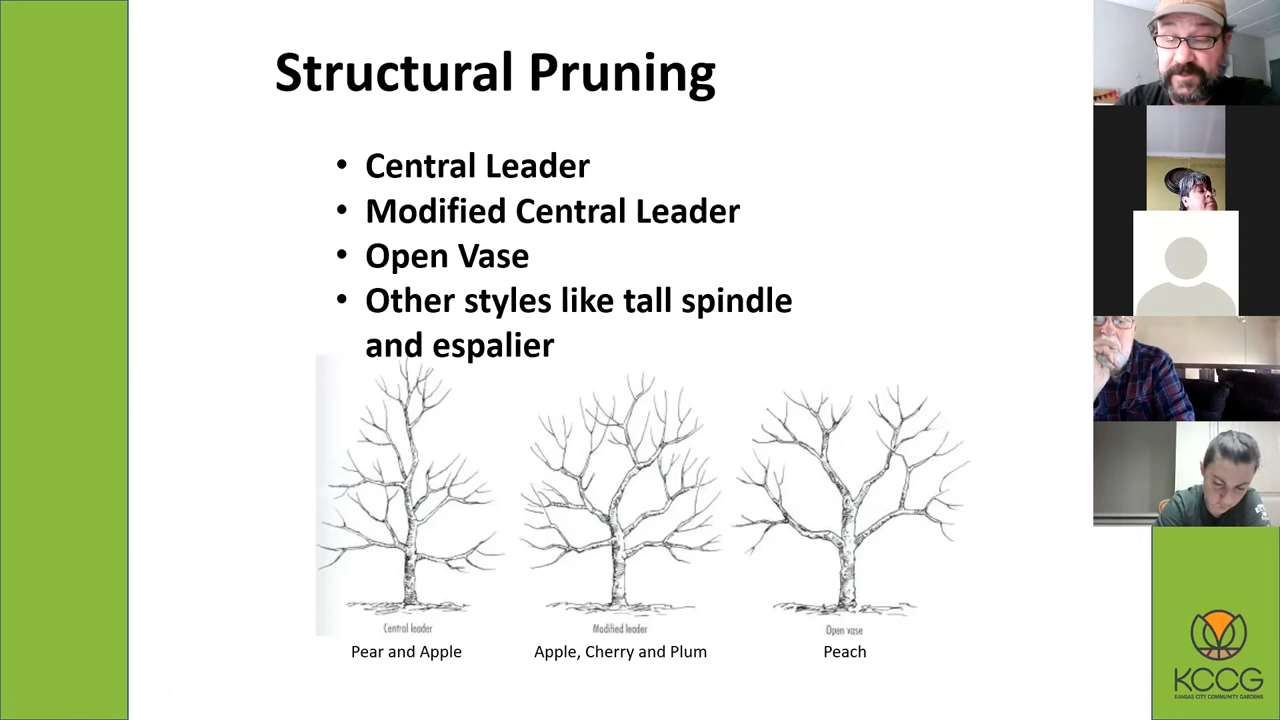 Structural Pruning
• Central Leader
• Modified Central Leader
• Open Vase
• Other styles like tall spindle
and espalier
Central leader
Modified leader
Open vase
Pear and Apple
Apple, Cherry and Plum
Peach
KCCG
KANSAS CITY COMMUNITY GARDENS